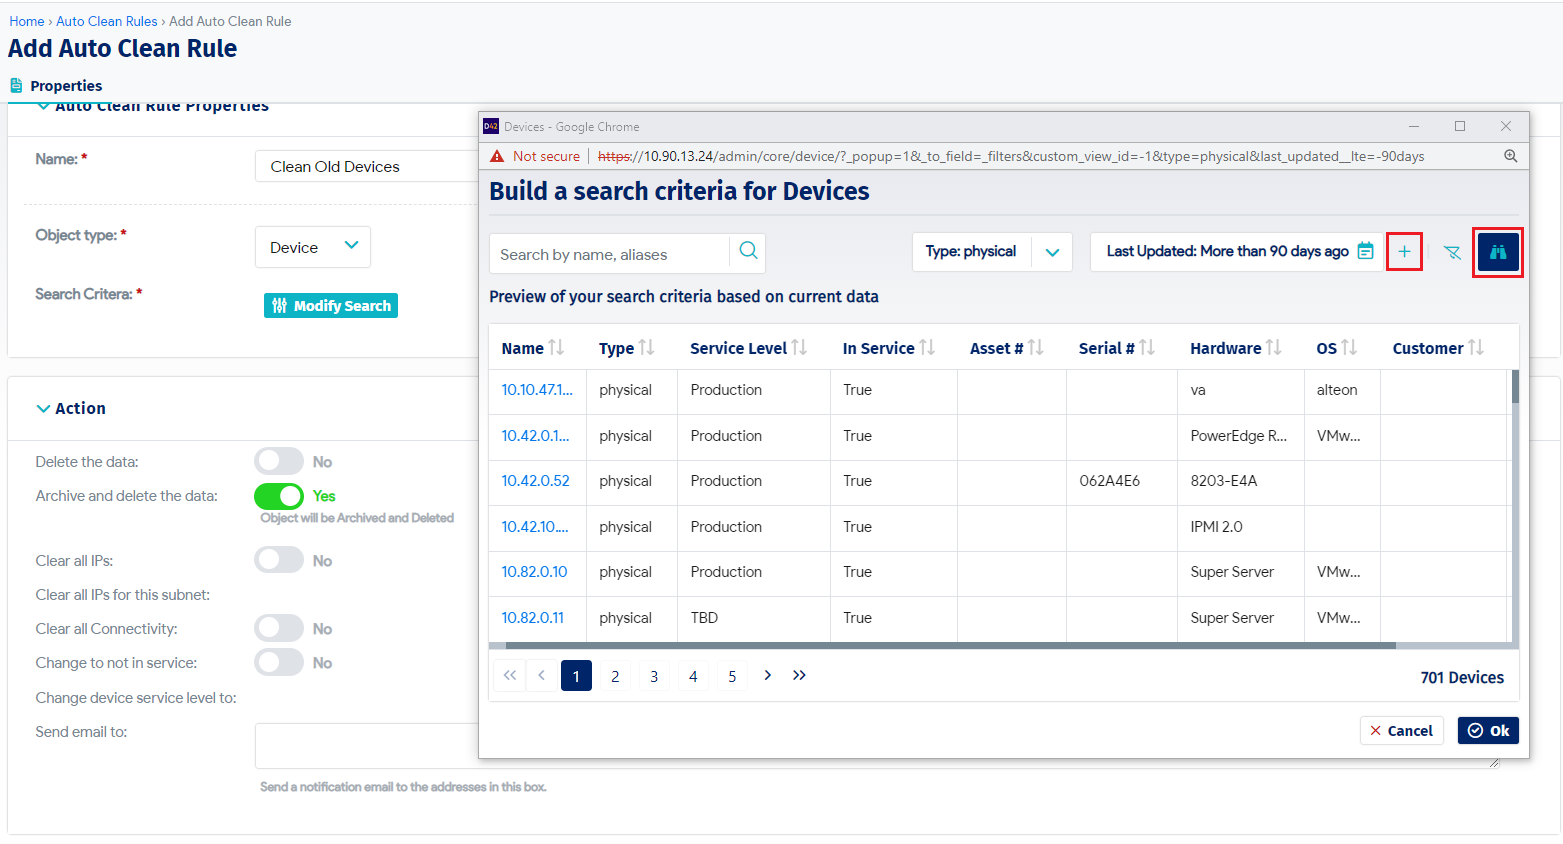 Home › Auto Clean Rules › Add Auto Clean Rule
Add Auto Clean Rule
Properties
Auto Clean Rule Properties
Name: *
Clean Old Devices
Object type: *
Device
Search Critera: *
Modify Search
Action
Delete the data:
No
Archive and delete the data:
Yes
Object will be Archived and Deleted
Clear all IPs:
No
Clear all IPs for this subnet:
Clear all Connectivity:
No
Change to not in service:
No
Change device service level to:
Send email to:
Send a notification email to the addresses in this box.
D42 Devices - Google Chrome
Not secure | https://10.90.13.24/admin/core/device/?_popup=1&_to_field=_filters&custom_view_id=-1&type=physical&last_updated__lte=-90days
Build a search criteria for Devices
Search by name, aliases
Type: physical
Last Updated: More than 90 days ago
Preview of your search criteria based on current data
Name Type Service Level In Service Asset # Serial # Hardware OS Customer
10.10.47.1... physical Production True va alteon
10.42.0.1... physical Production True PowerEdge R... VMw...
10.42.0.52 physical Production True 062A4E6 8203-E4A
10.42.10.... physical Production True IPMI 2.0
10.82.0.10 physical Production True Super Server VMw...
10.82.0.11 physical TBD True Super Server VMw...
1 2 3 4 5
701 Devices
Cancel
Ok